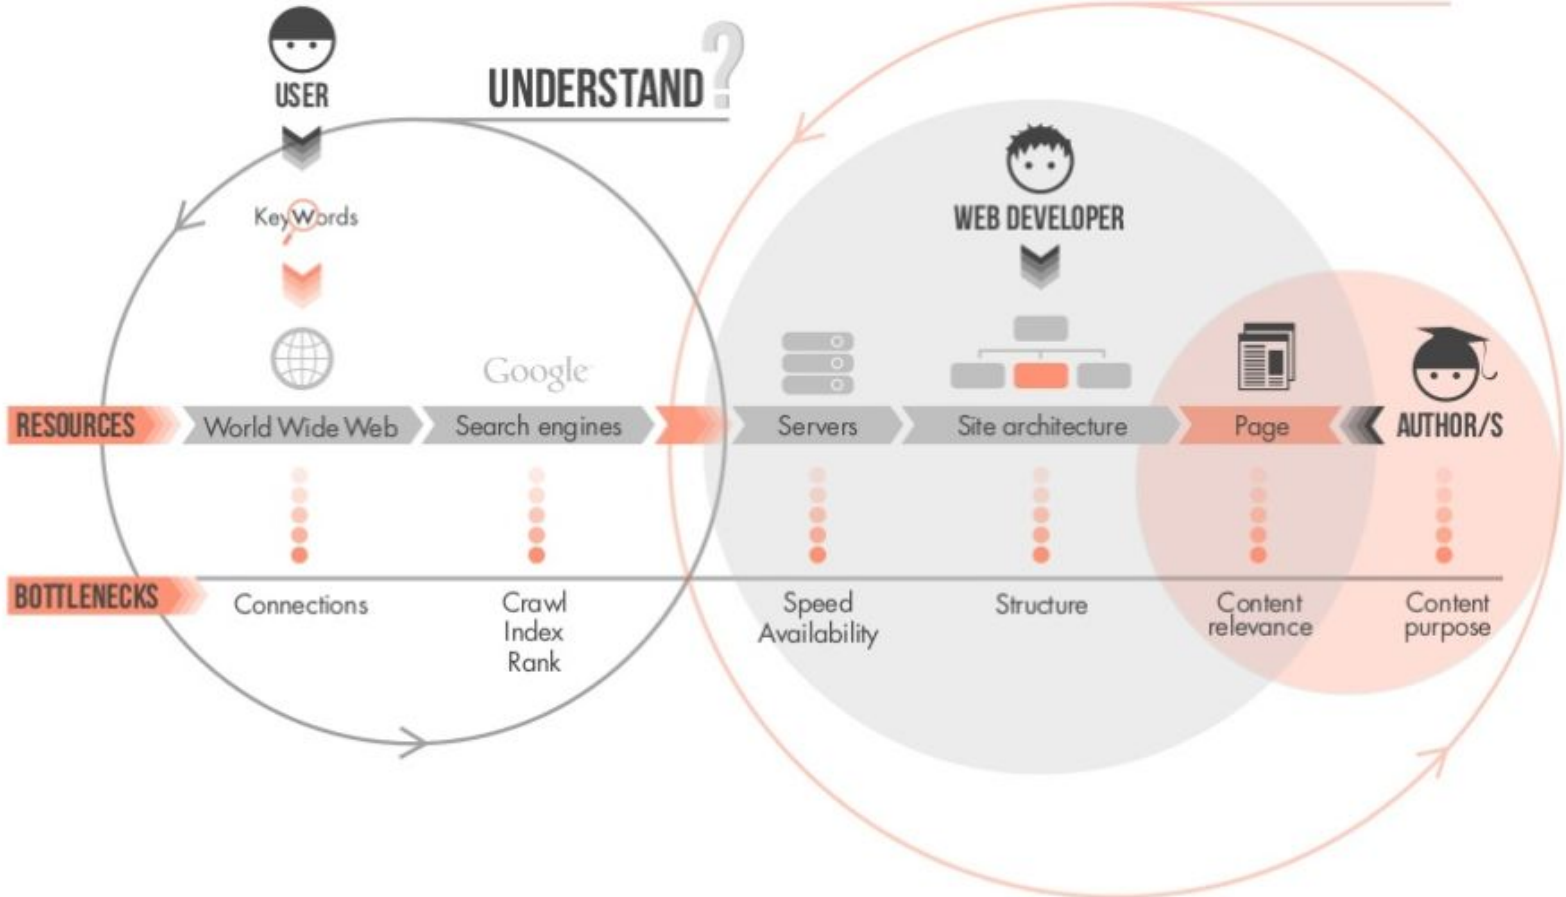 USER
UNDERSTAND?
KeyWords
WEB DEVELOPER
Google
RESOURCES
World Wide Web
Search engines
Servers
Site architecture
Page
AUTHOR/S
BOTTLENECKS
Connections
Crawl
Index
Rank
Speed
Availability
Structure
Content
relevance
Content
purpose